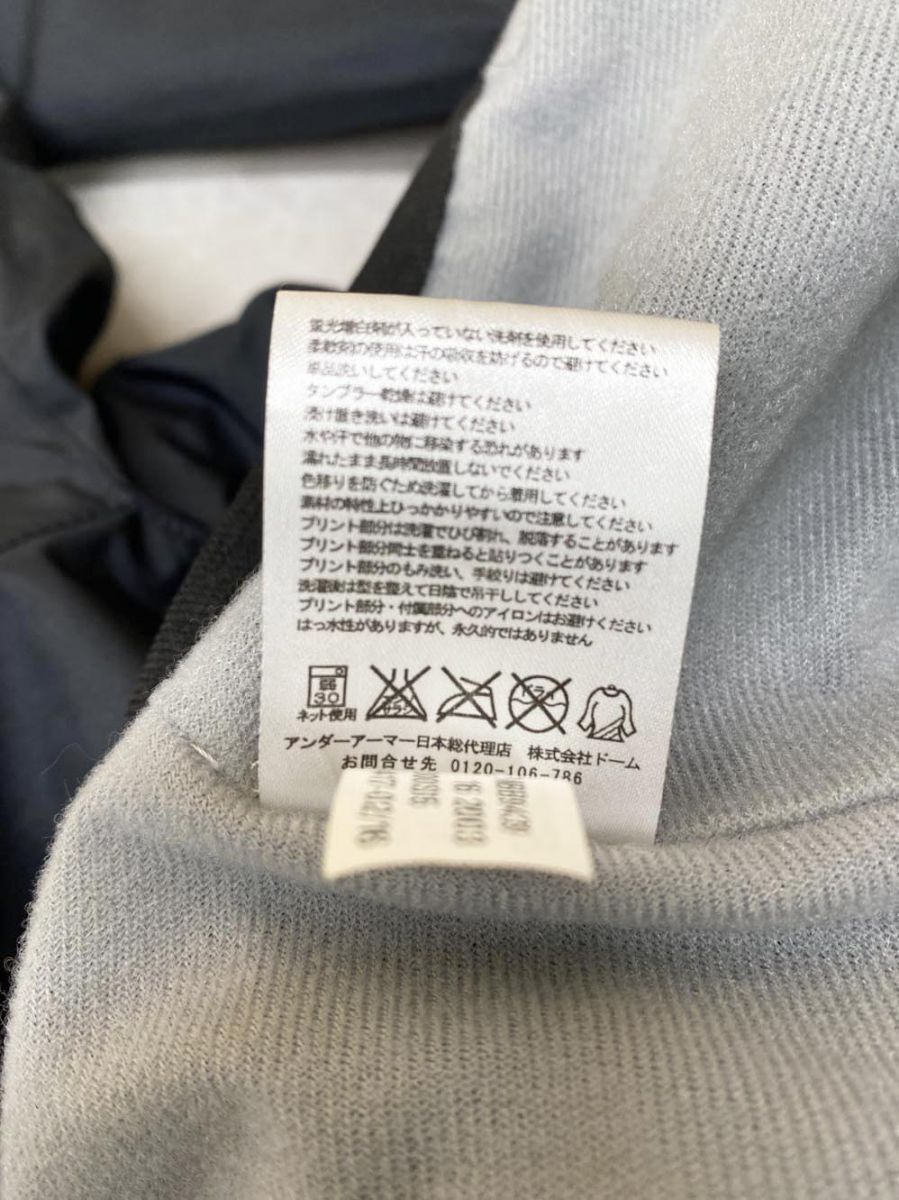 蛍光増白剤が入っていない洗剤を使用してください
柔軟剤の使用は汗の吸収を妨げるので避けてください
単品洗いしてください
タンブラー乾燥は避けてください
浸け置き洗いは避けてください
水や汗で他の物に移染する恐れがあります
濡れたまま長時間放置しないでください
色移りを防ぐため洗濯してから着用してください
素材の特性上ひっかかりやすいので注意してください
プリント部分は洗濯でひび割れ、脱落することがあります
プリント部分同士を重ねると貼りつくことがあります
プリント部分のもみ洗い、手絞りは避けてください
洗濯後は型を整えて日陰で吊干ししてください
プリント部分・付属部分へのアイロンはお避けください
はっ水性がありますが、永久的ではありません
弱 30 サラシ ドライ
ネット使用
アンダーアーマー日本総代理店 株式会社ドーム
お問合せ先 0120-106-786